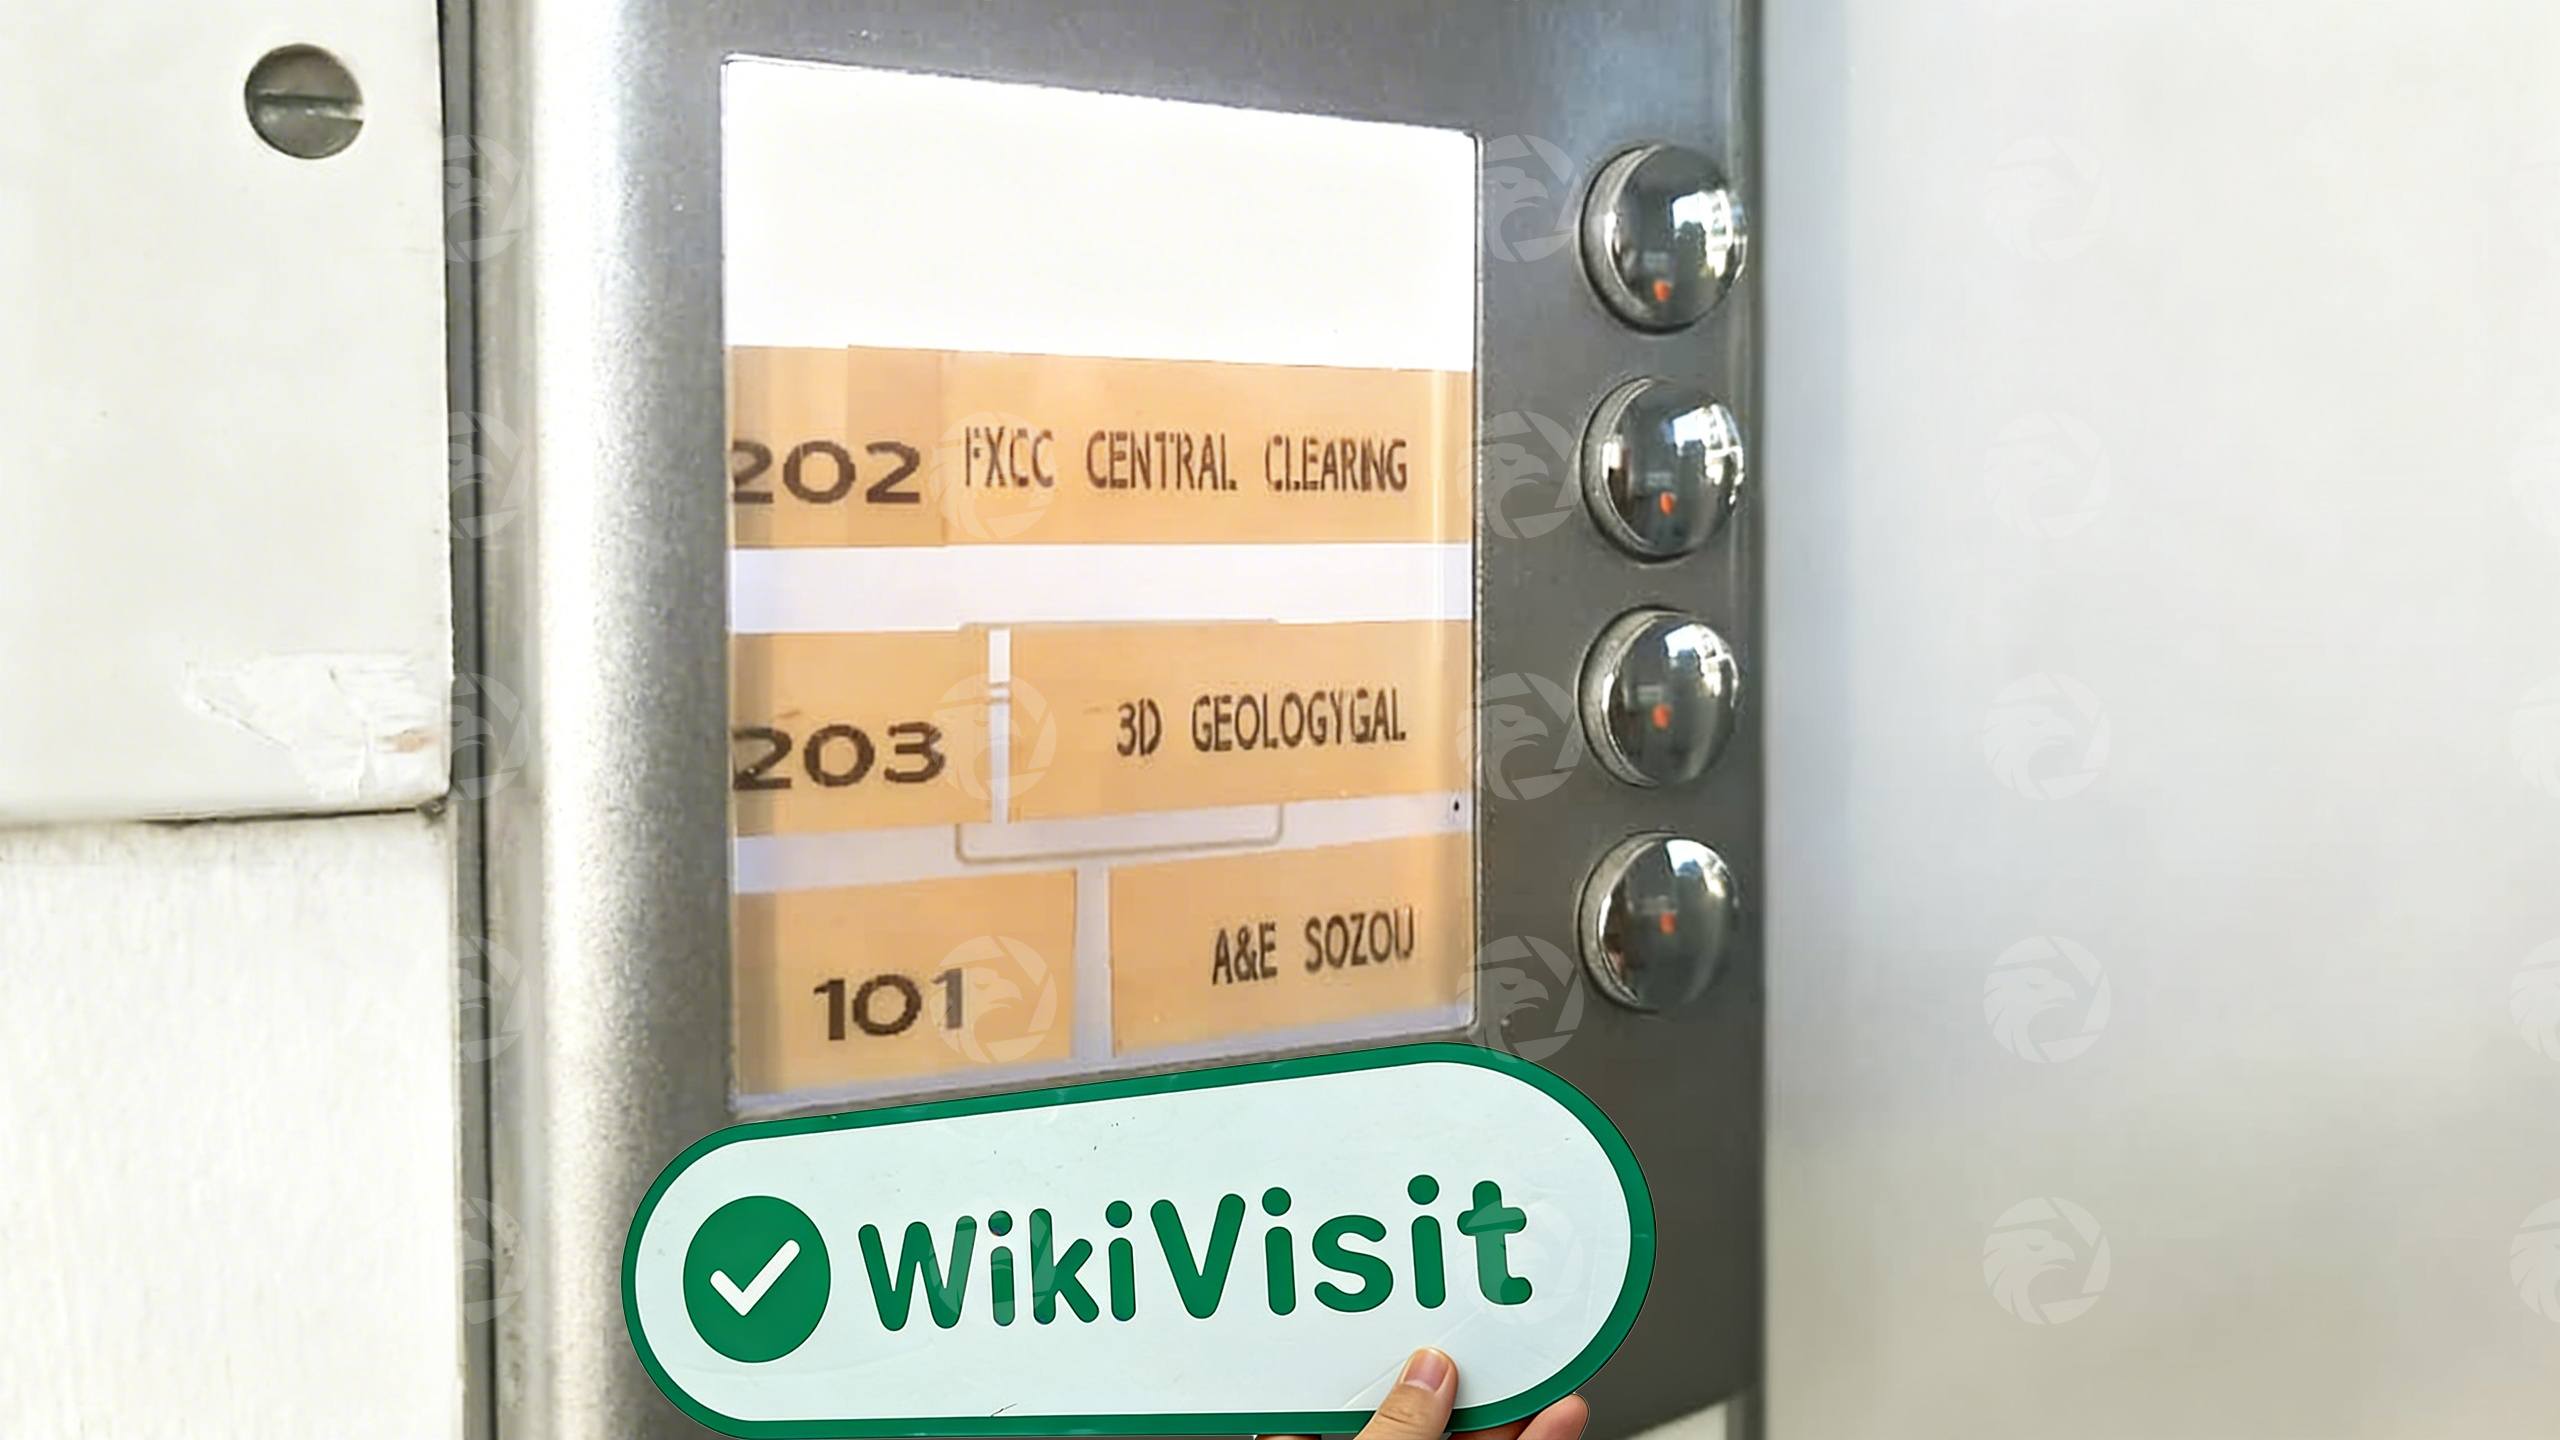 202 FXCC CENTRAL CLEARING
203 3D GEOLOGYGAL
101 A&E SOZOU
WikiVisit